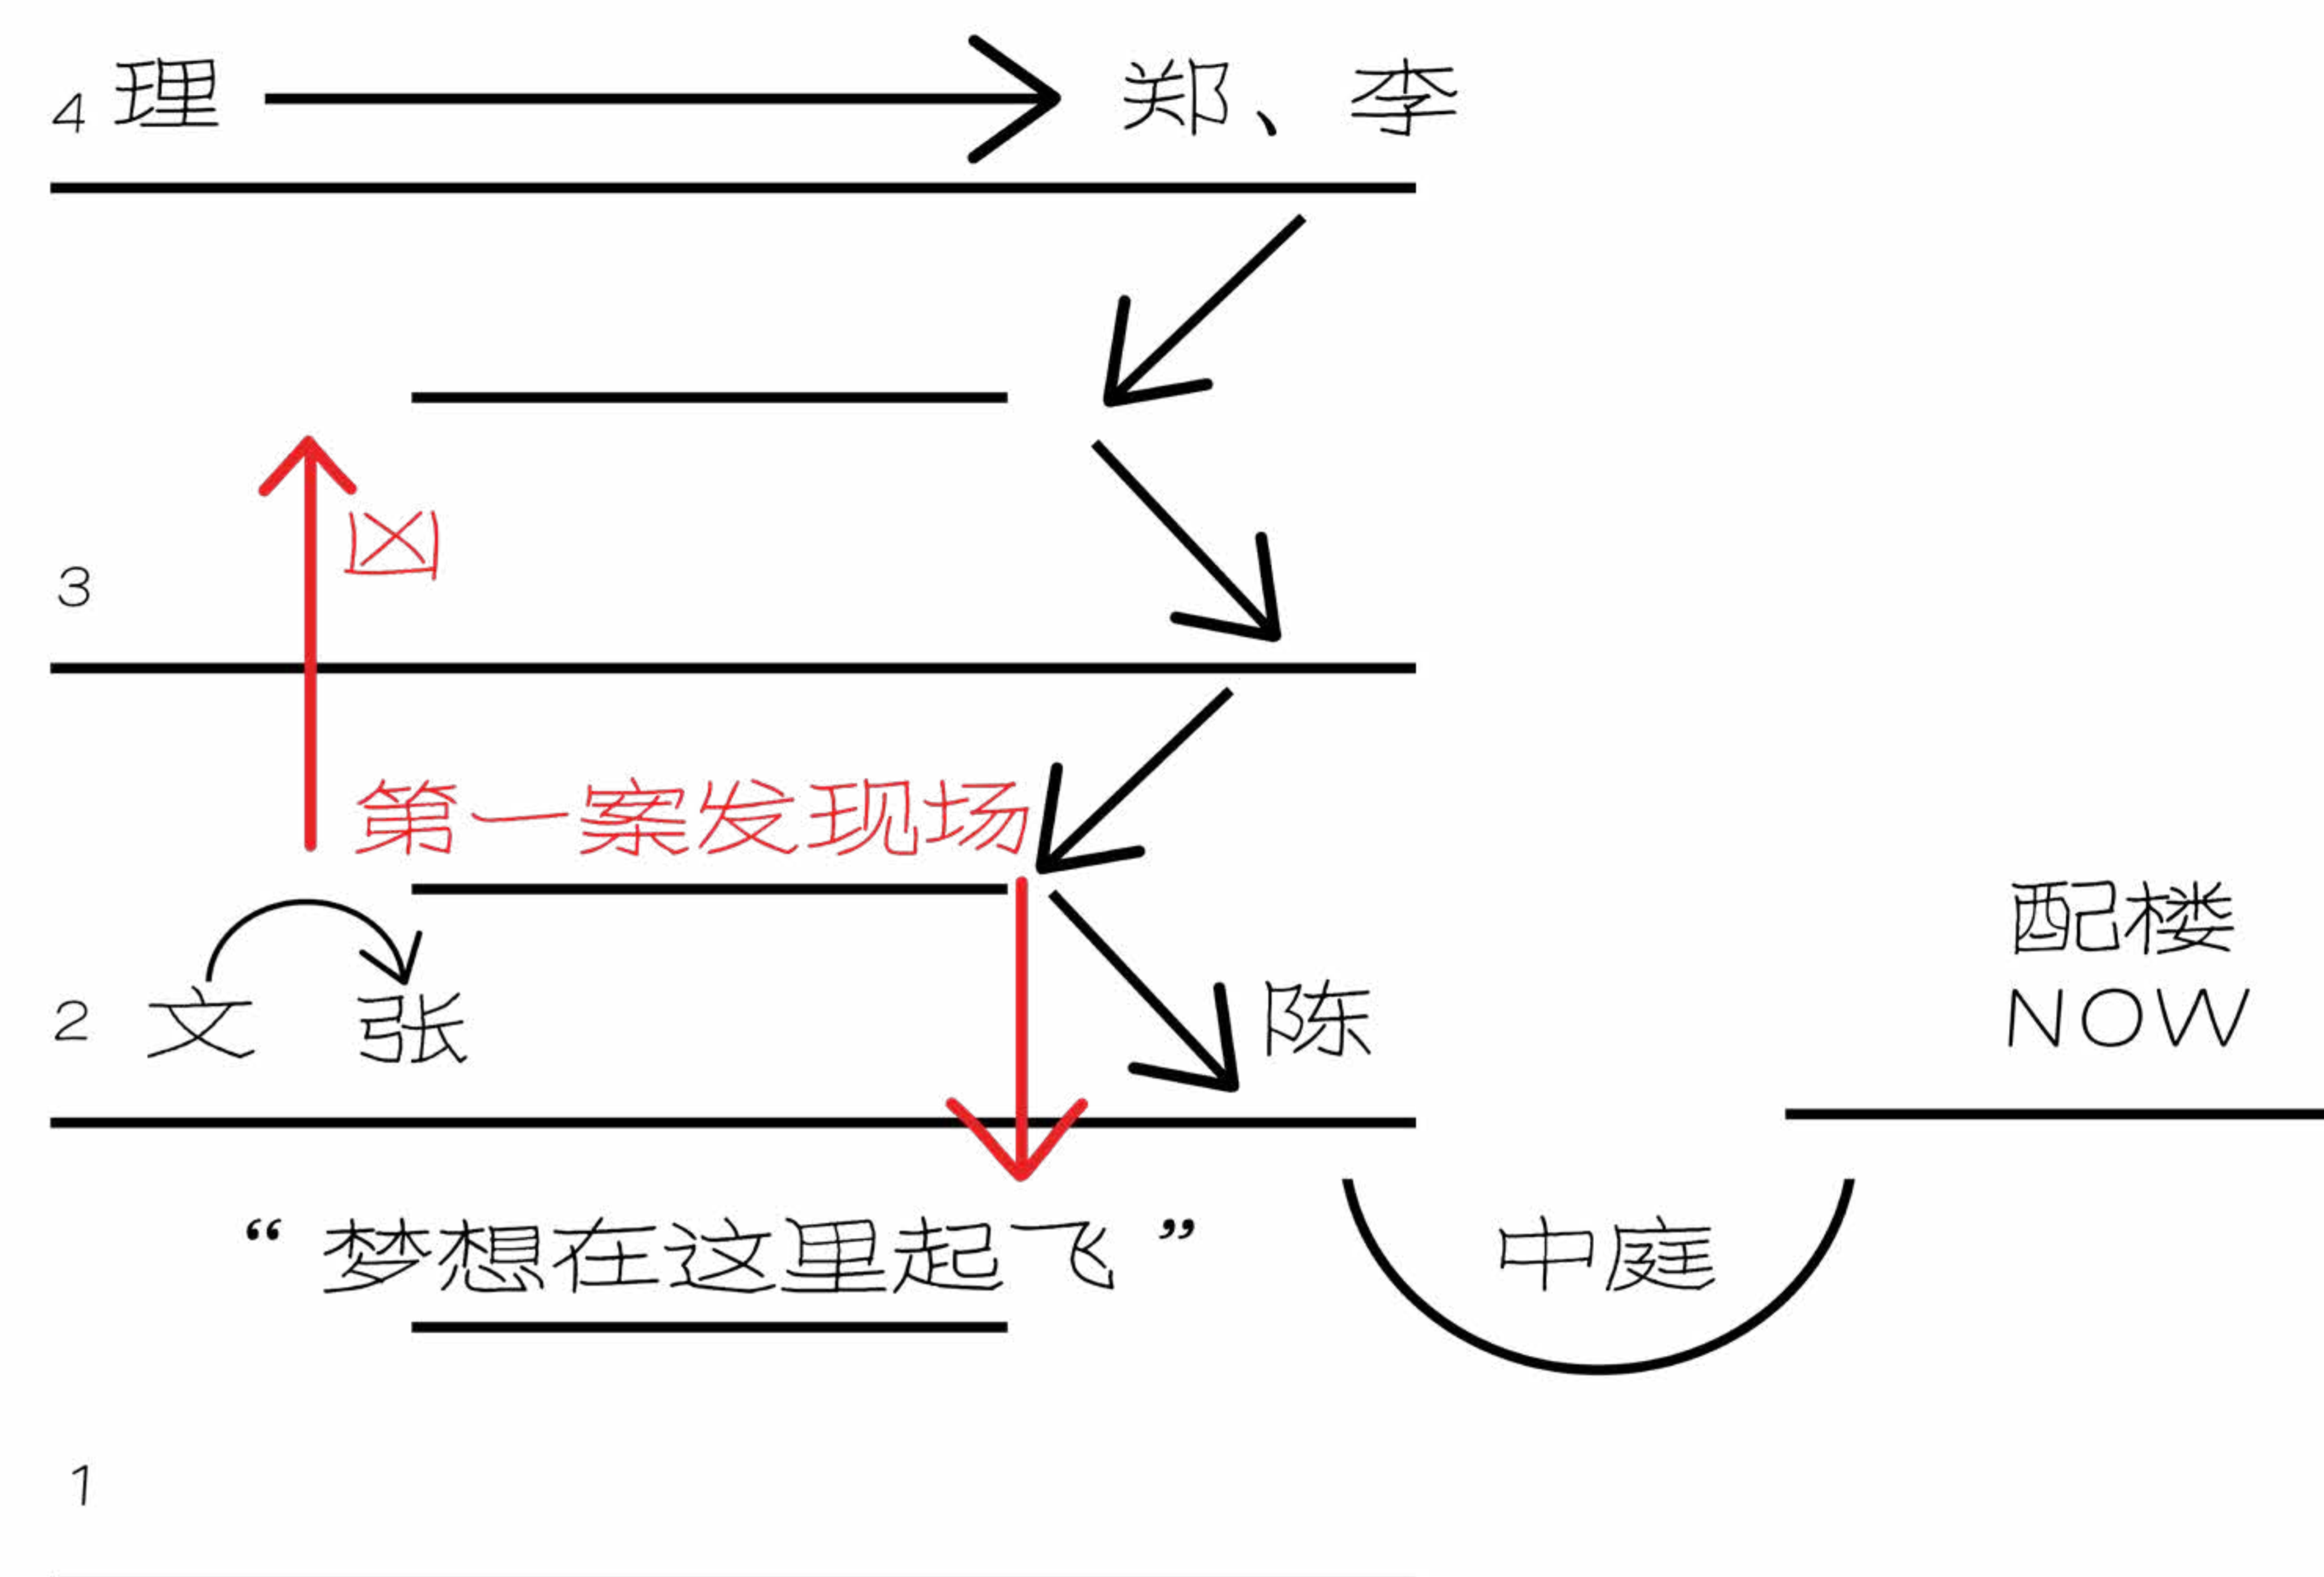 4 理 郑、李
凶
3
第一案发现场
配楼
2 文 张 陈 NOW
“梦想在这里起飞” 中庭
1